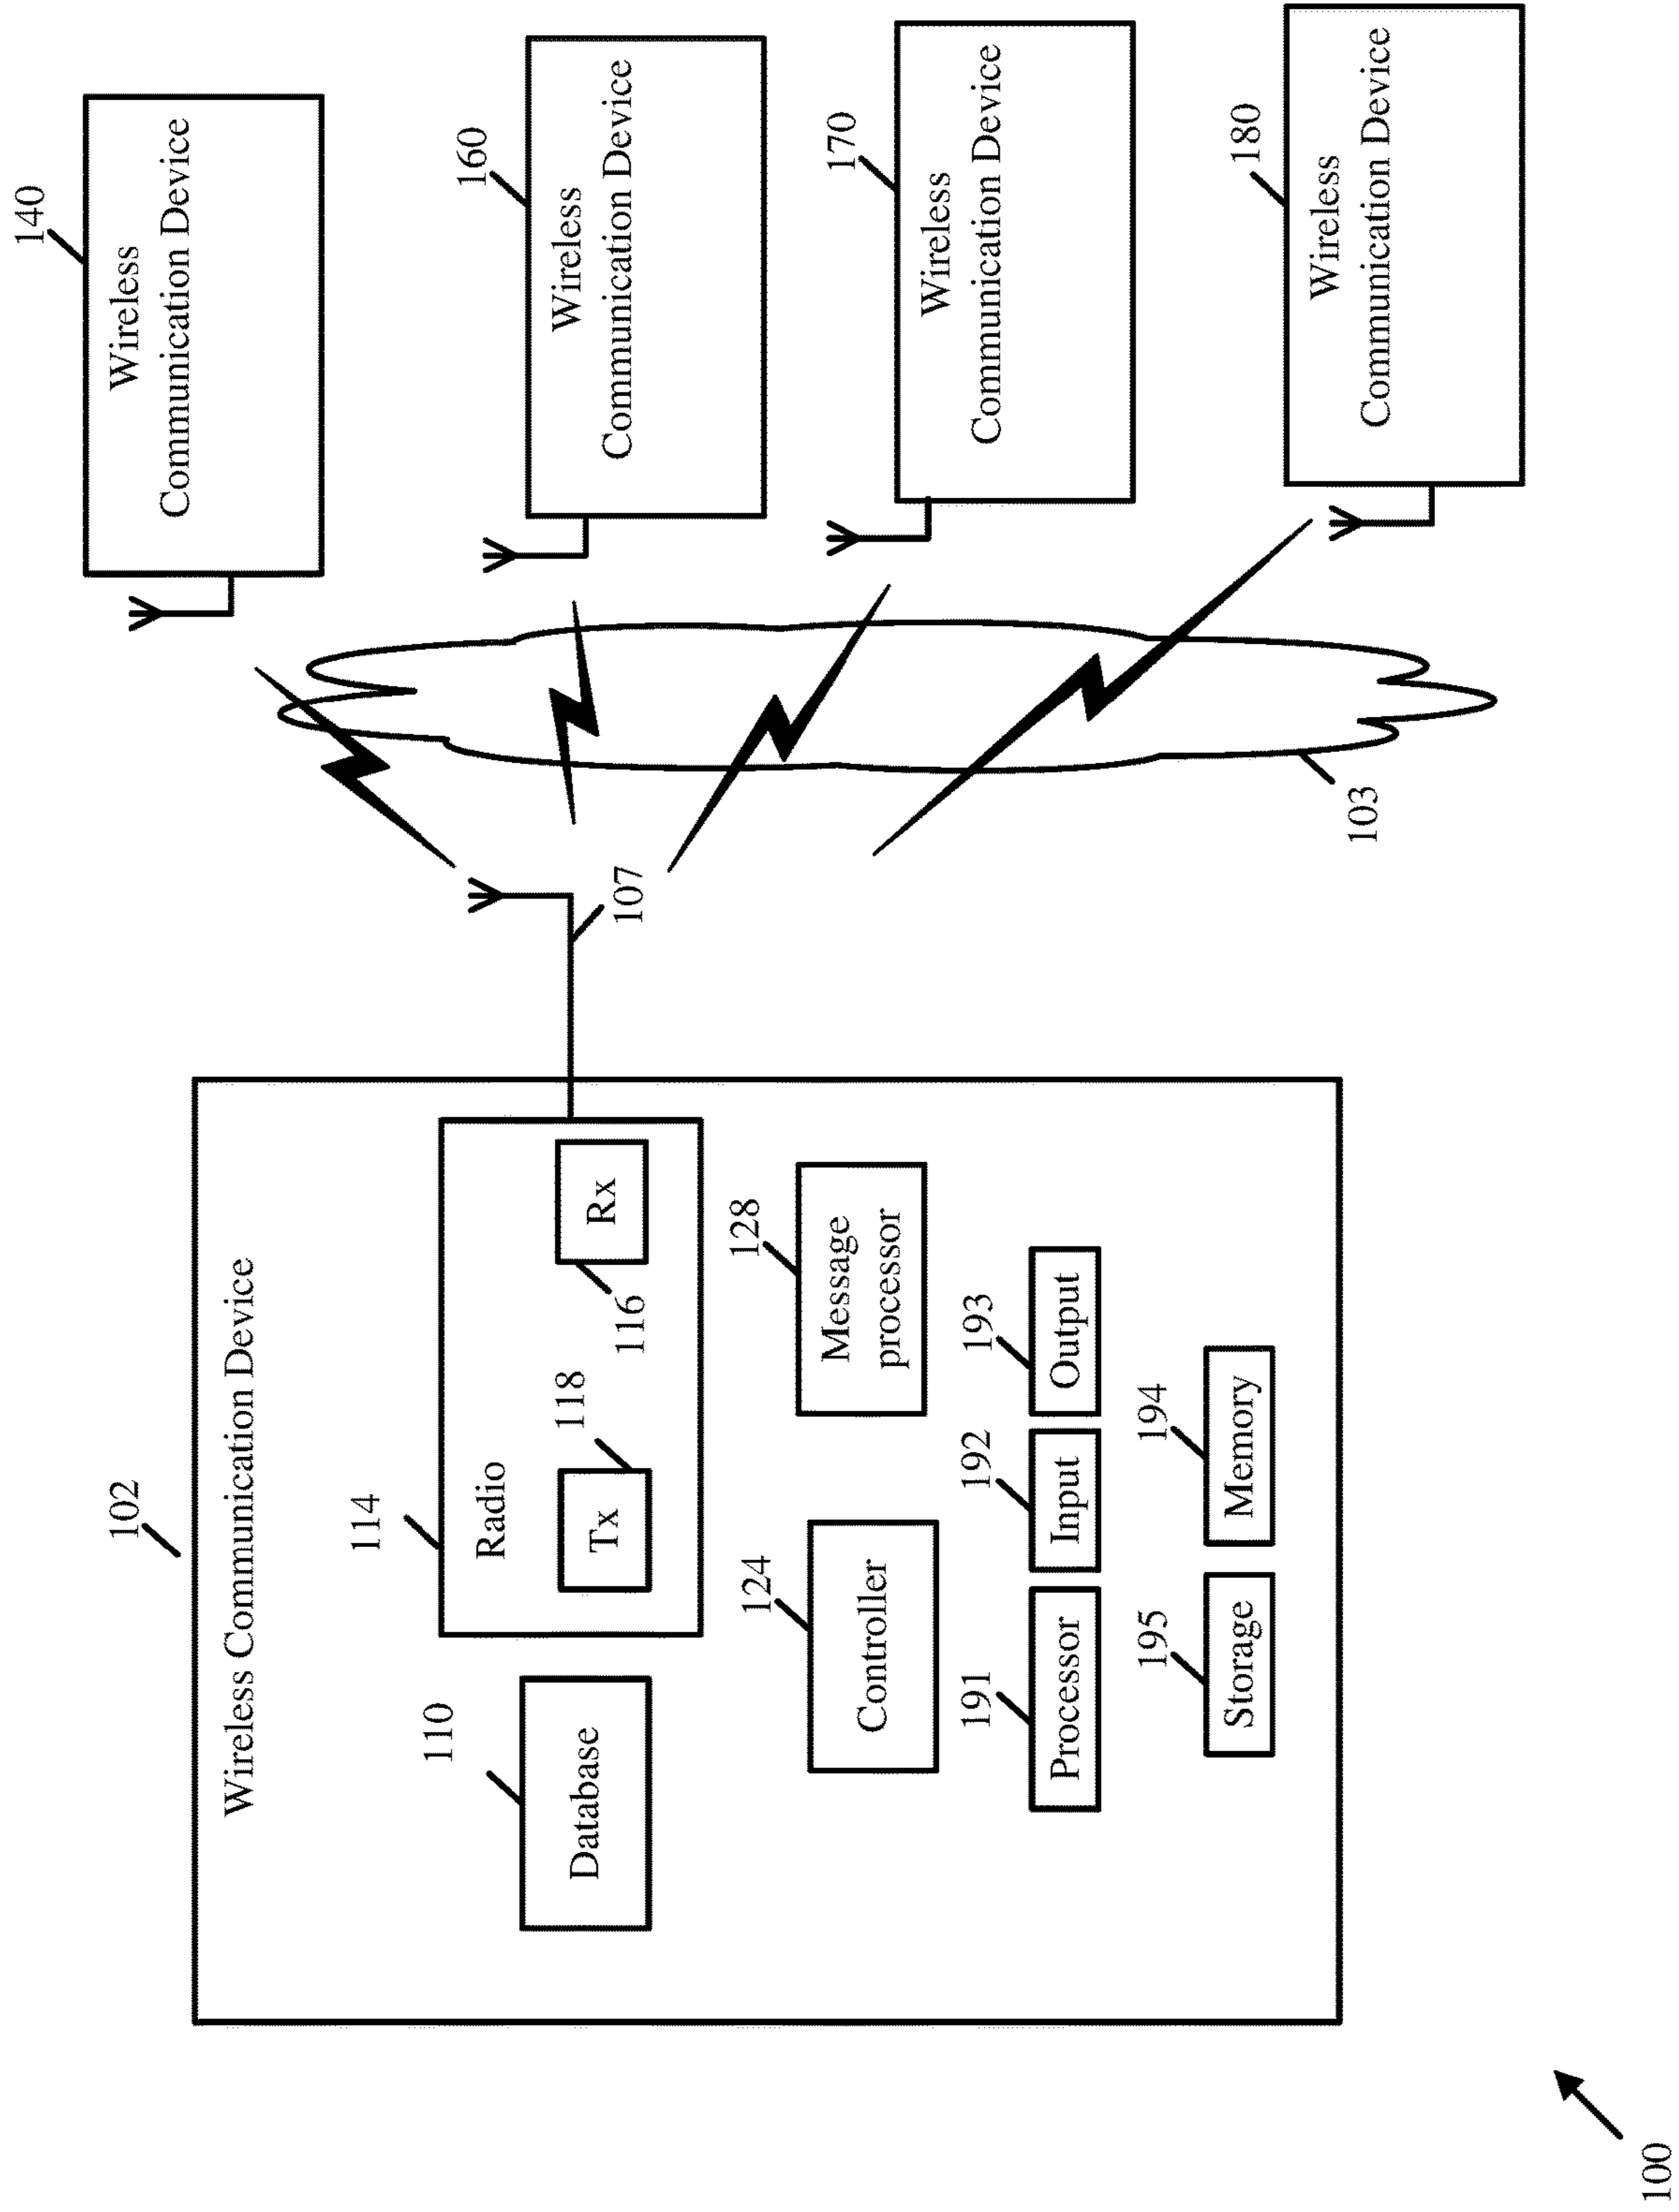 102
Wireless Communication Device
110
Database
114
Radio
118
Tx
116
Rx
124
Controller
128
Message
processor
191
Processor
192
Input
193
Output
195
Storage
194
Memory
107
103
140
Wireless
Communication Device
160
Wireless
Communication Device
170
Wireless
Communication Device
180
Wireless
Communication Device
100